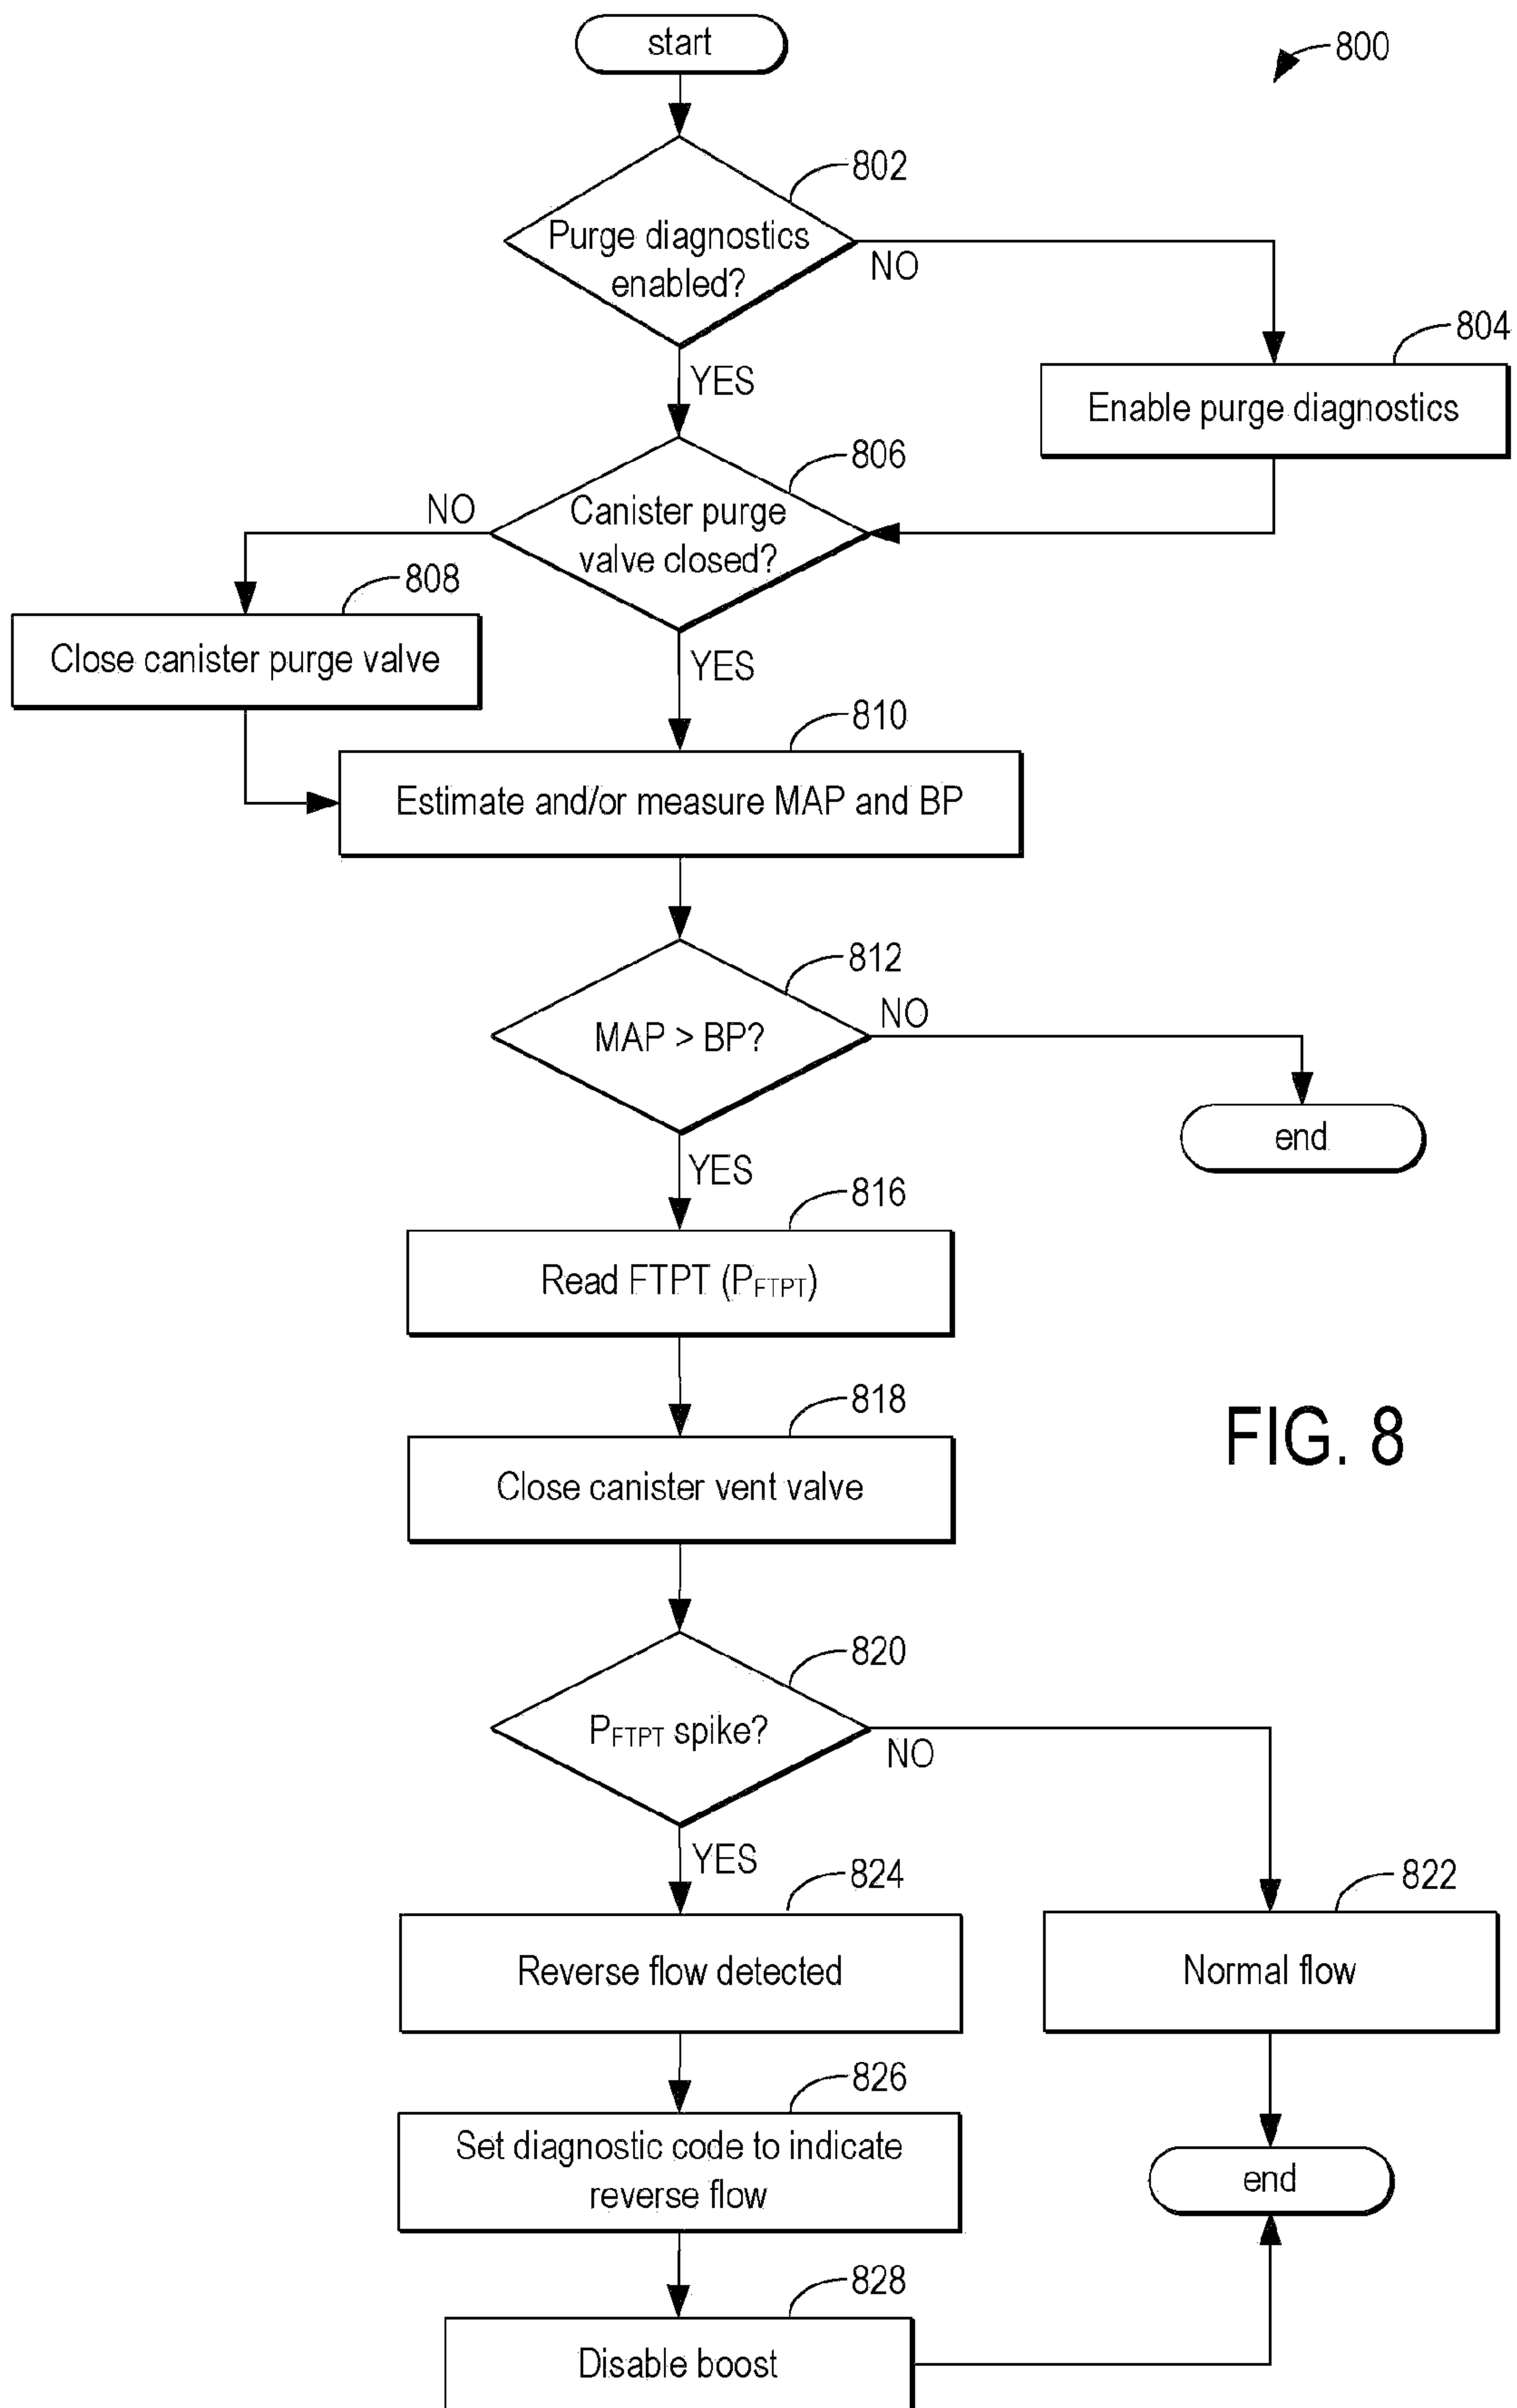 start
800
802
Purge diagnostics
enabled?
NO
804
YES
Enable purge diagnostics
806
NO
Canister purge
valve closed?
808
Close canister purge valve
YES
810
Estimate and/or measure MAP and BP
812
NO
MAP > BP?
end
YES
816
Read FTPT (PFTPT)
818
FIG. 8
Close canister vent valve
820
PFTPT spike?
NO
YES
824
822
Reverse flow detected
Normal flow
826
Set diagnostic code to indicate
reverse flow
end
828
Disable boost